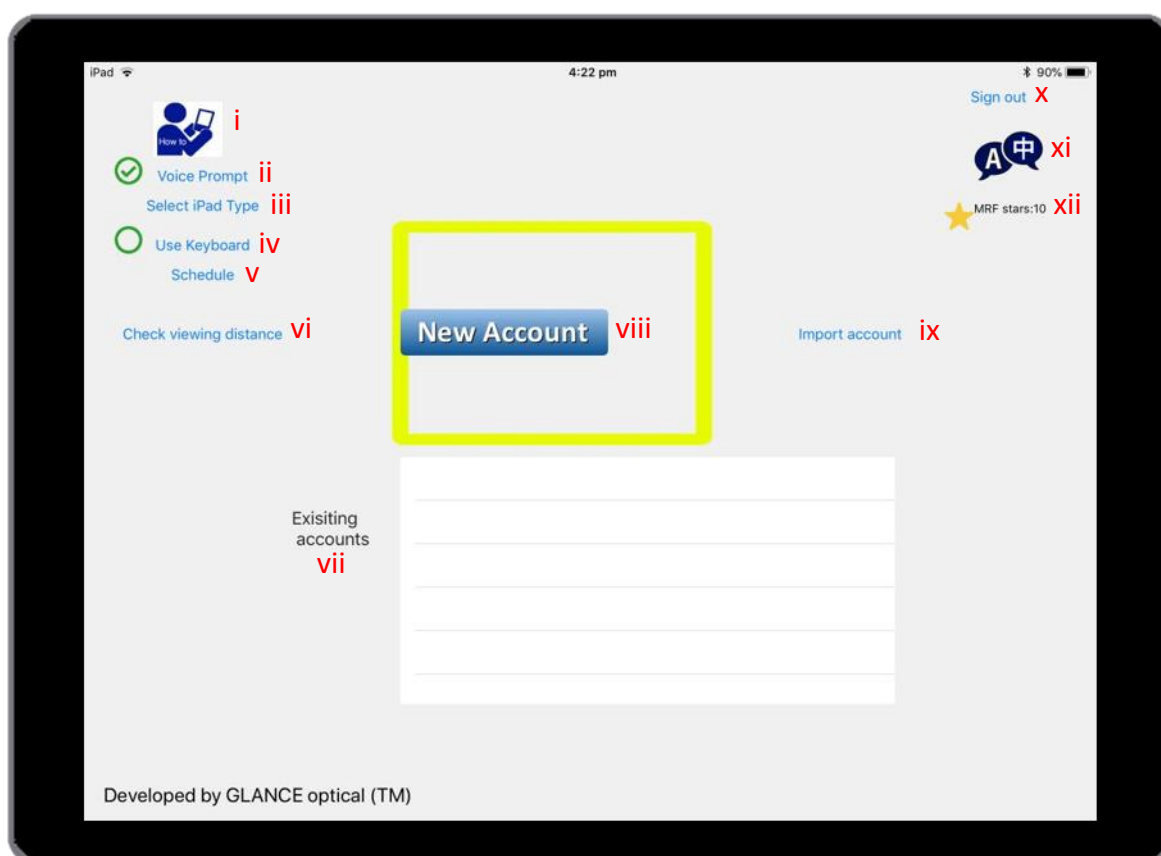 iPad 4:22 pm 90%
Sign out x
How to i
A 中 xi
Voice Prompt ii
Select iPad Type iii
MRF stars:10 xii
Use Keyboard iv
Schedule v
Check viewing distance vi
New Account viii
Import account ix
Exisiting
accounts
vii
Developed by GLANCE optical (TM)